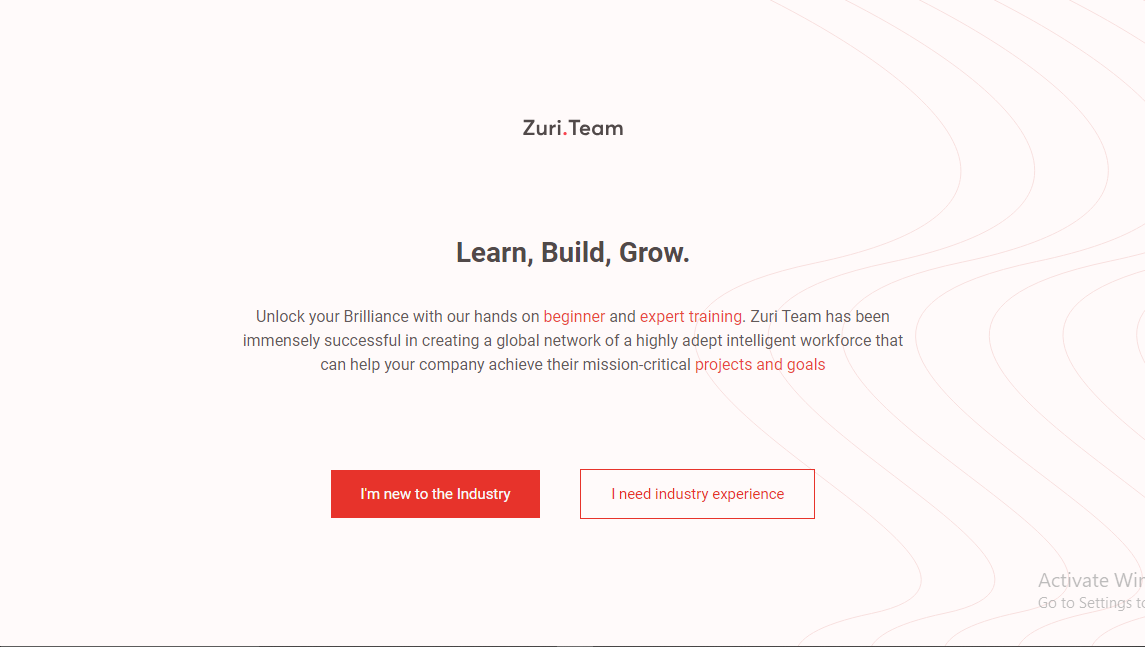 Zuri.Team
Learn, Build, Grow.
Unlock your Brilliance with our hands on beginner and expert training. Zuri Team has been
immensely successful in creating a global network of a highly adept intelligent workforce that
can help your company achieve their mission-critical projects and goals
I'm new to the Industry
I need industry experience
Activate Win
Go to Settings to